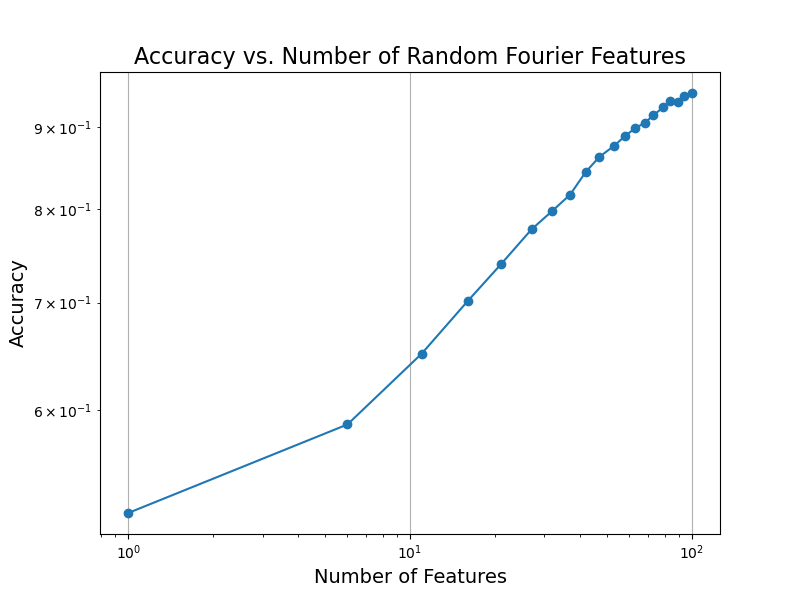 Accuracy vs. Number of Random Fourier Features
9 × 10⁻¹
8 × 10⁻¹
7 × 10⁻¹
6 × 10⁻¹
Accuracy
10⁰ 10¹ 10²
Number of Features